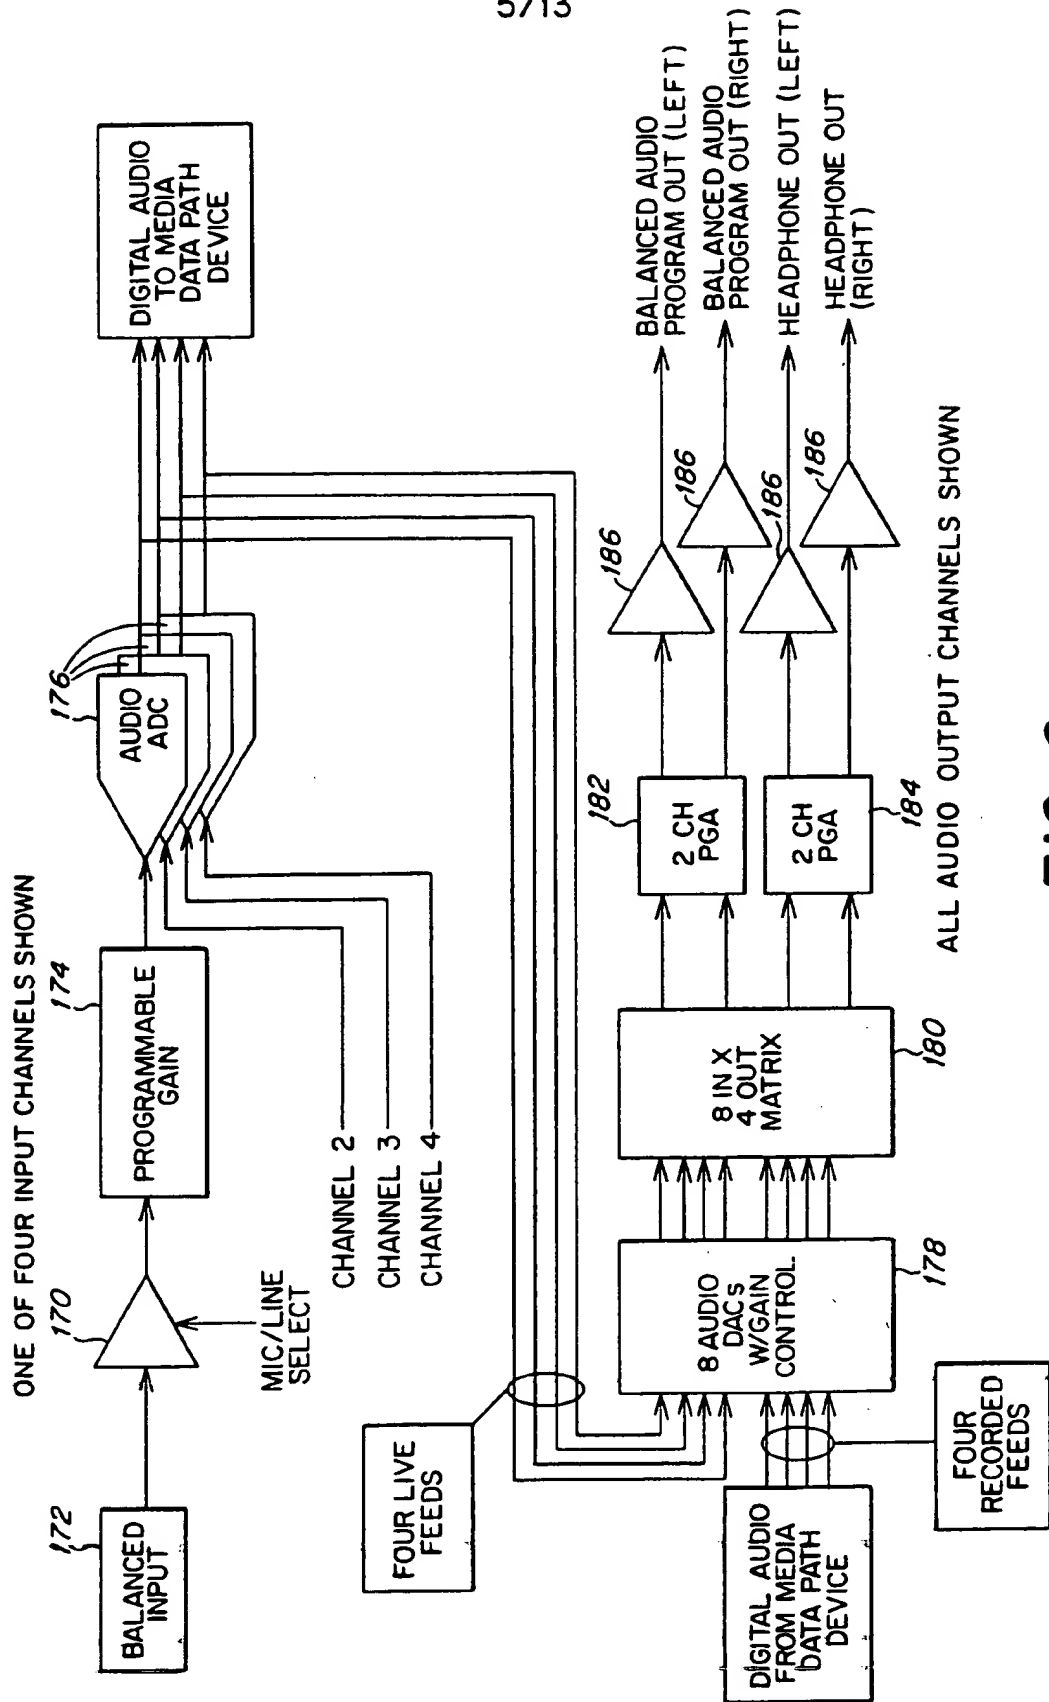 5/13
ONE OF FOUR INPUT CHANNELS SHOWN
172
BALANCED
INPUT
170
MIC/LINE
SELECT
174
PROGRAMMABLE
GAIN
176
AUDIO
ADC
DIGITAL AUDIO
TO MEDIA
DATA PATH
DEVICE
CHANNEL 2
CHANNEL 3
CHANNEL 4
FOUR LIVE
FEEDS
DIGITAL AUDIO
FROM MEDIA
DATA PATH
DEVICE
FOUR
RECORDED
FEEDS
8 AUDIO
DACs
W/GAIN
CONTROL.
178
8 IN X
4 OUT
MATRIX
180
182
2 CH
PGA
2 CH
PGA
184
186
186
186
186
BALANCED AUDIO
PROGRAM OUT (LEFT)
BALANCED AUDIO
PROGRAM OUT (RIGHT)
HEADPHONE OUT (LEFT)
HEADPHONE OUT
(RIGHT)
ALL AUDIO OUTPUT CHANNELS SHOWN